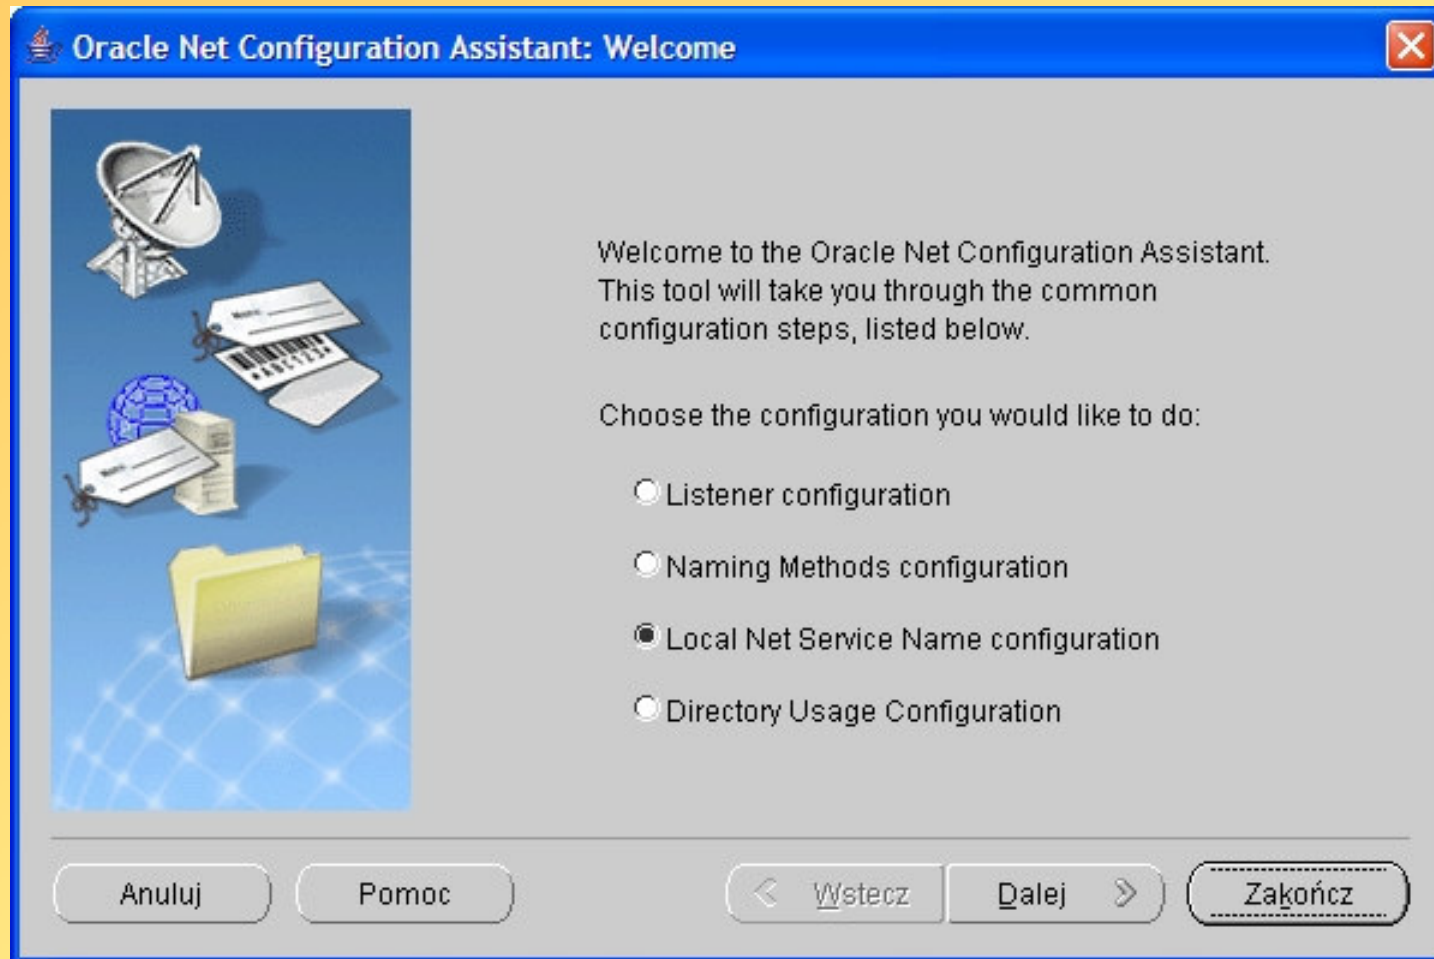 Oracle Net Configuration Assistant: Welcome
Welcome to the Oracle Net Configuration Assistant.
This tool will take you through the common
configuration steps, listed below.
Choose the configuration you would like to do:
Listener configuration
Naming Methods configuration
Local Net Service Name configuration
Directory Usage Configuration
*ABC123*
Anuluj
Pomoc
Wstecz
Dalej
Zakończ